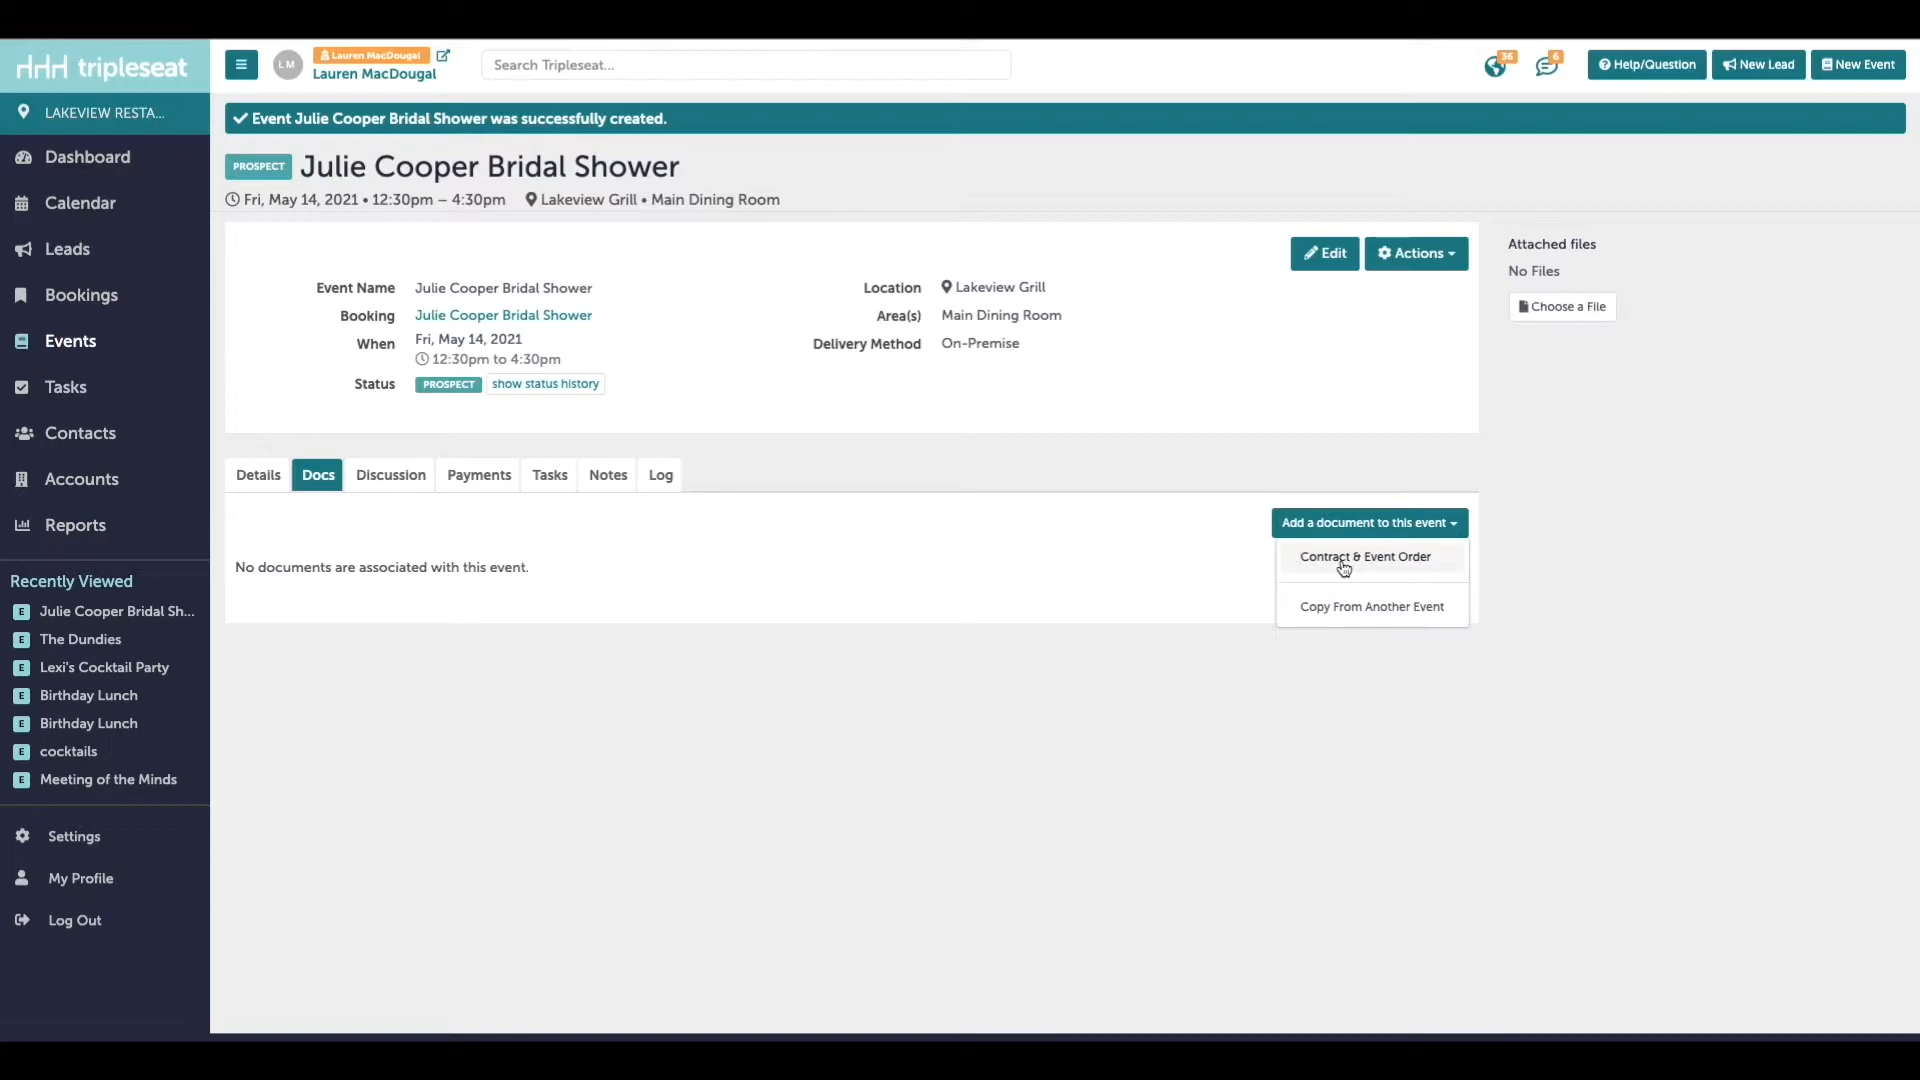 tripleseat
LM
Lauren MacDougal
Lauren MacDougal
Search Tripleseat...
36
6
Help/Question
New Lead
New Event
LAKEVIEW RESTA...
Dashboard
Calendar
Leads
Bookings
Events
Tasks
Contacts
Accounts
Reports
Recently Viewed
E Julie Cooper Bridal Sh...
E The Dundies
E Lexi's Cocktail Party
E Birthday Lunch
E Birthday Lunch
E cocktails
E Meeting of the Minds
Settings
My Profile
Log Out
Event Julie Cooper Bridal Shower was successfully created.
PROSPECT Julie Cooper Bridal Shower
Fri, May 14, 2021 • 12:30pm – 4:30pm Lakeview Grill • Main Dining Room
Edit
Actions
Event Name Julie Cooper Bridal Shower
Booking Julie Cooper Bridal Shower
When Fri, May 14, 2021
12:30pm to 4:30pm
Status PROSPECT show status history
Location Lakeview Grill
Area(s) Main Dining Room
Delivery Method On-Premise
Attached files
No Files
Choose a File
Details Docs Discussion Payments Tasks Notes Log
Add a document to this event
Contract & Event Order
Copy From Another Event
No documents are associated with this event.